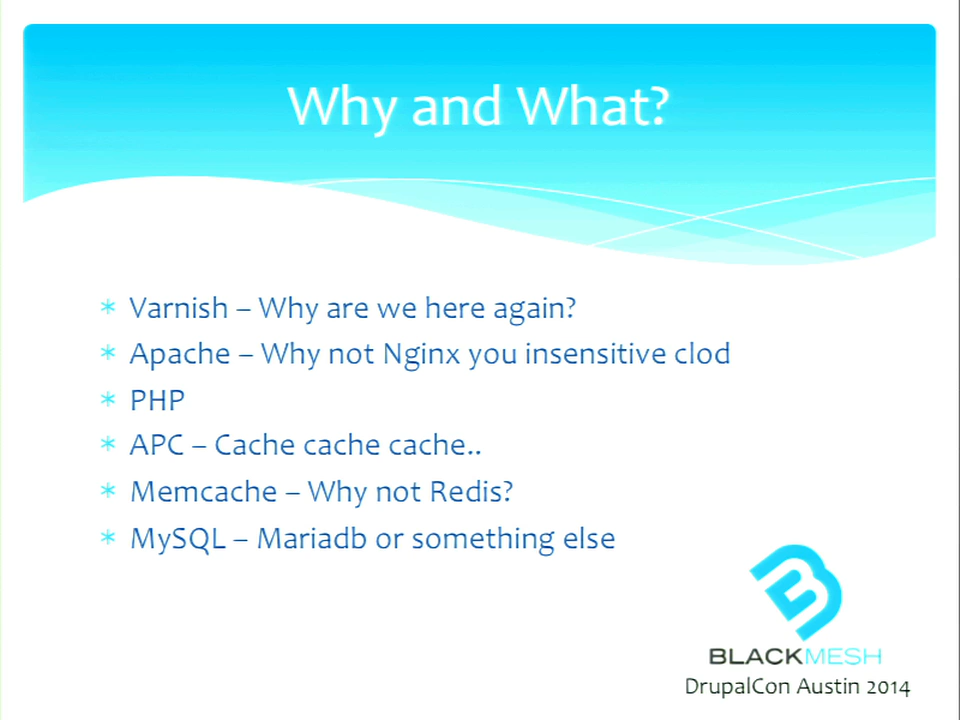 Why and What?
* Varnish – Why are we here again?
* Apache – Why not Nginx you insensitive clod
* PHP
* APC – Cache cache cache..
* Memcache – Why not Redis?
* MySQL – Mariadb or something else
BLACKMESH
DrupalCon Austin 2014